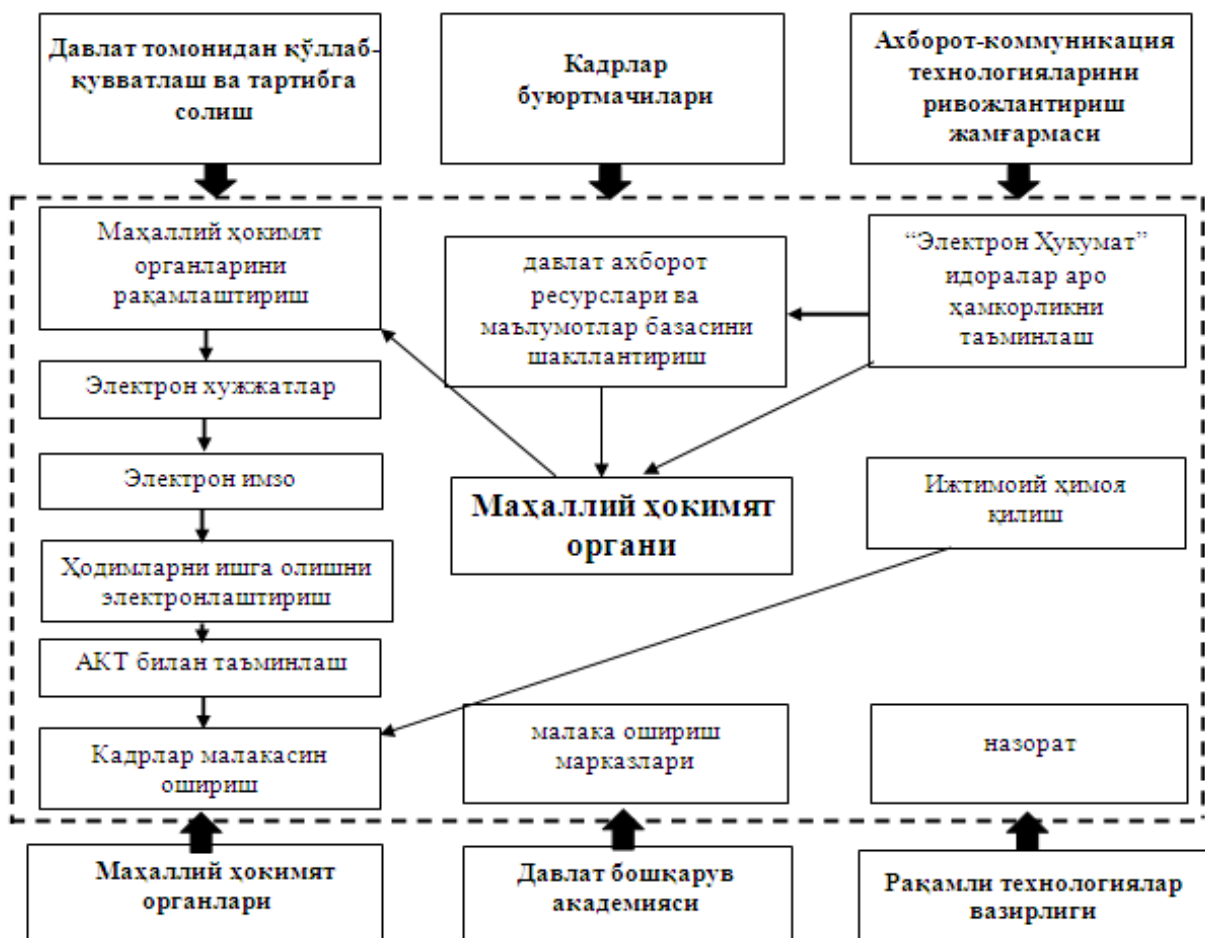 Давлат томонидан қўллаб-
қувватлаш ва тартибга
солиш
Кадрлар
буюртмачилари
Ахборот-коммуникация
технологияларини
ривожлантириш
жамғармаси
Маҳаллий ҳокимят
органларини
рақамлаштириш
давлат ахборот
ресурслари ва
маълумотлар базасини
шакллантириш
“Электрон Ҳукумат”
идоралар аро
ҳамкорликни
таъминлаш
Электрон хужжатлар
Электрон имзо
Маҳаллий ҳокимят
органи
Ижтимоий ҳимоя
қилиш
Ҳодимларни ишга олишни
электронлаштириш
АКТ билан таъминлаш
Кадрлар малакасин
ошириш
малака ошириш
марказлари
назорат
Маҳаллий ҳокимят
органлари
Давлат бошқарув
академияси
Рақамли технологиялар
вазирлиги